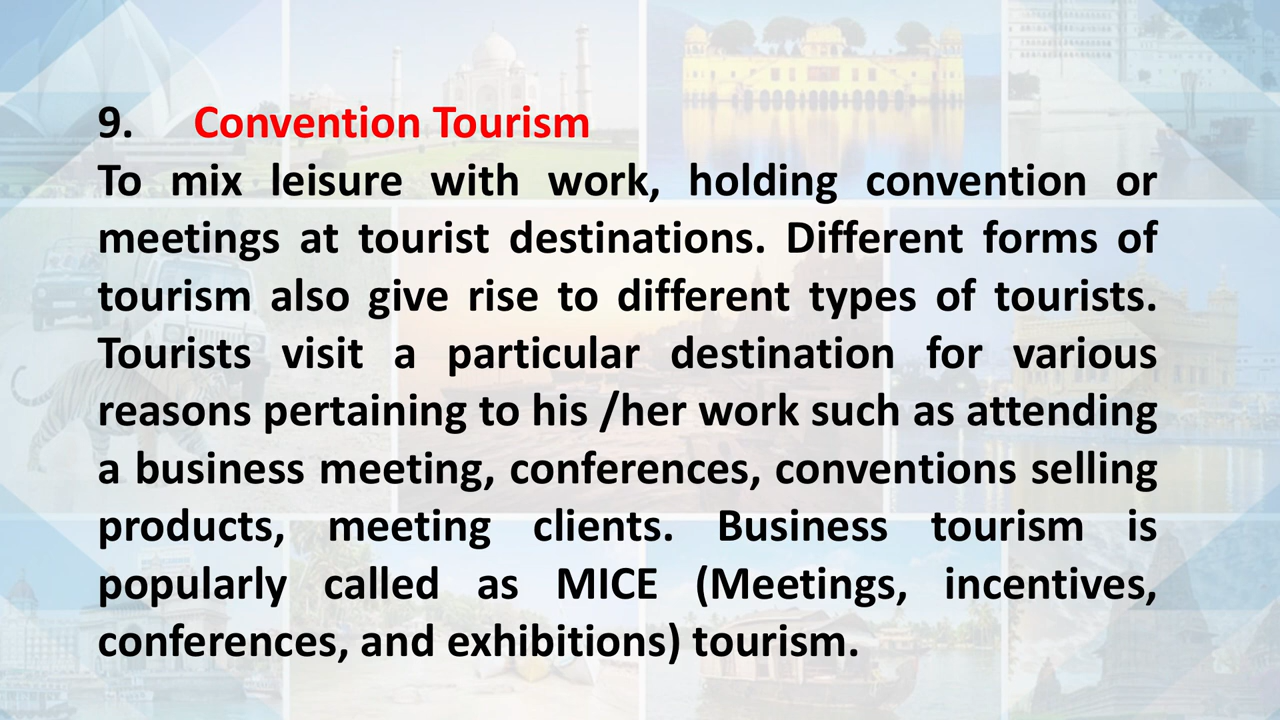 9. Convention Tourism
To mix leisure with work, holding convention or
meetings at tourist destinations. Different forms of
tourism also give rise to different types of tourists.
Tourists visit a particular destination for various
reasons pertaining to his /her work such as attending
a business meeting, conferences, conventions selling
products, meeting clients. Business tourism is
popularly called as MICE (Meetings, incentives,
conferences, and exhibitions) tourism.